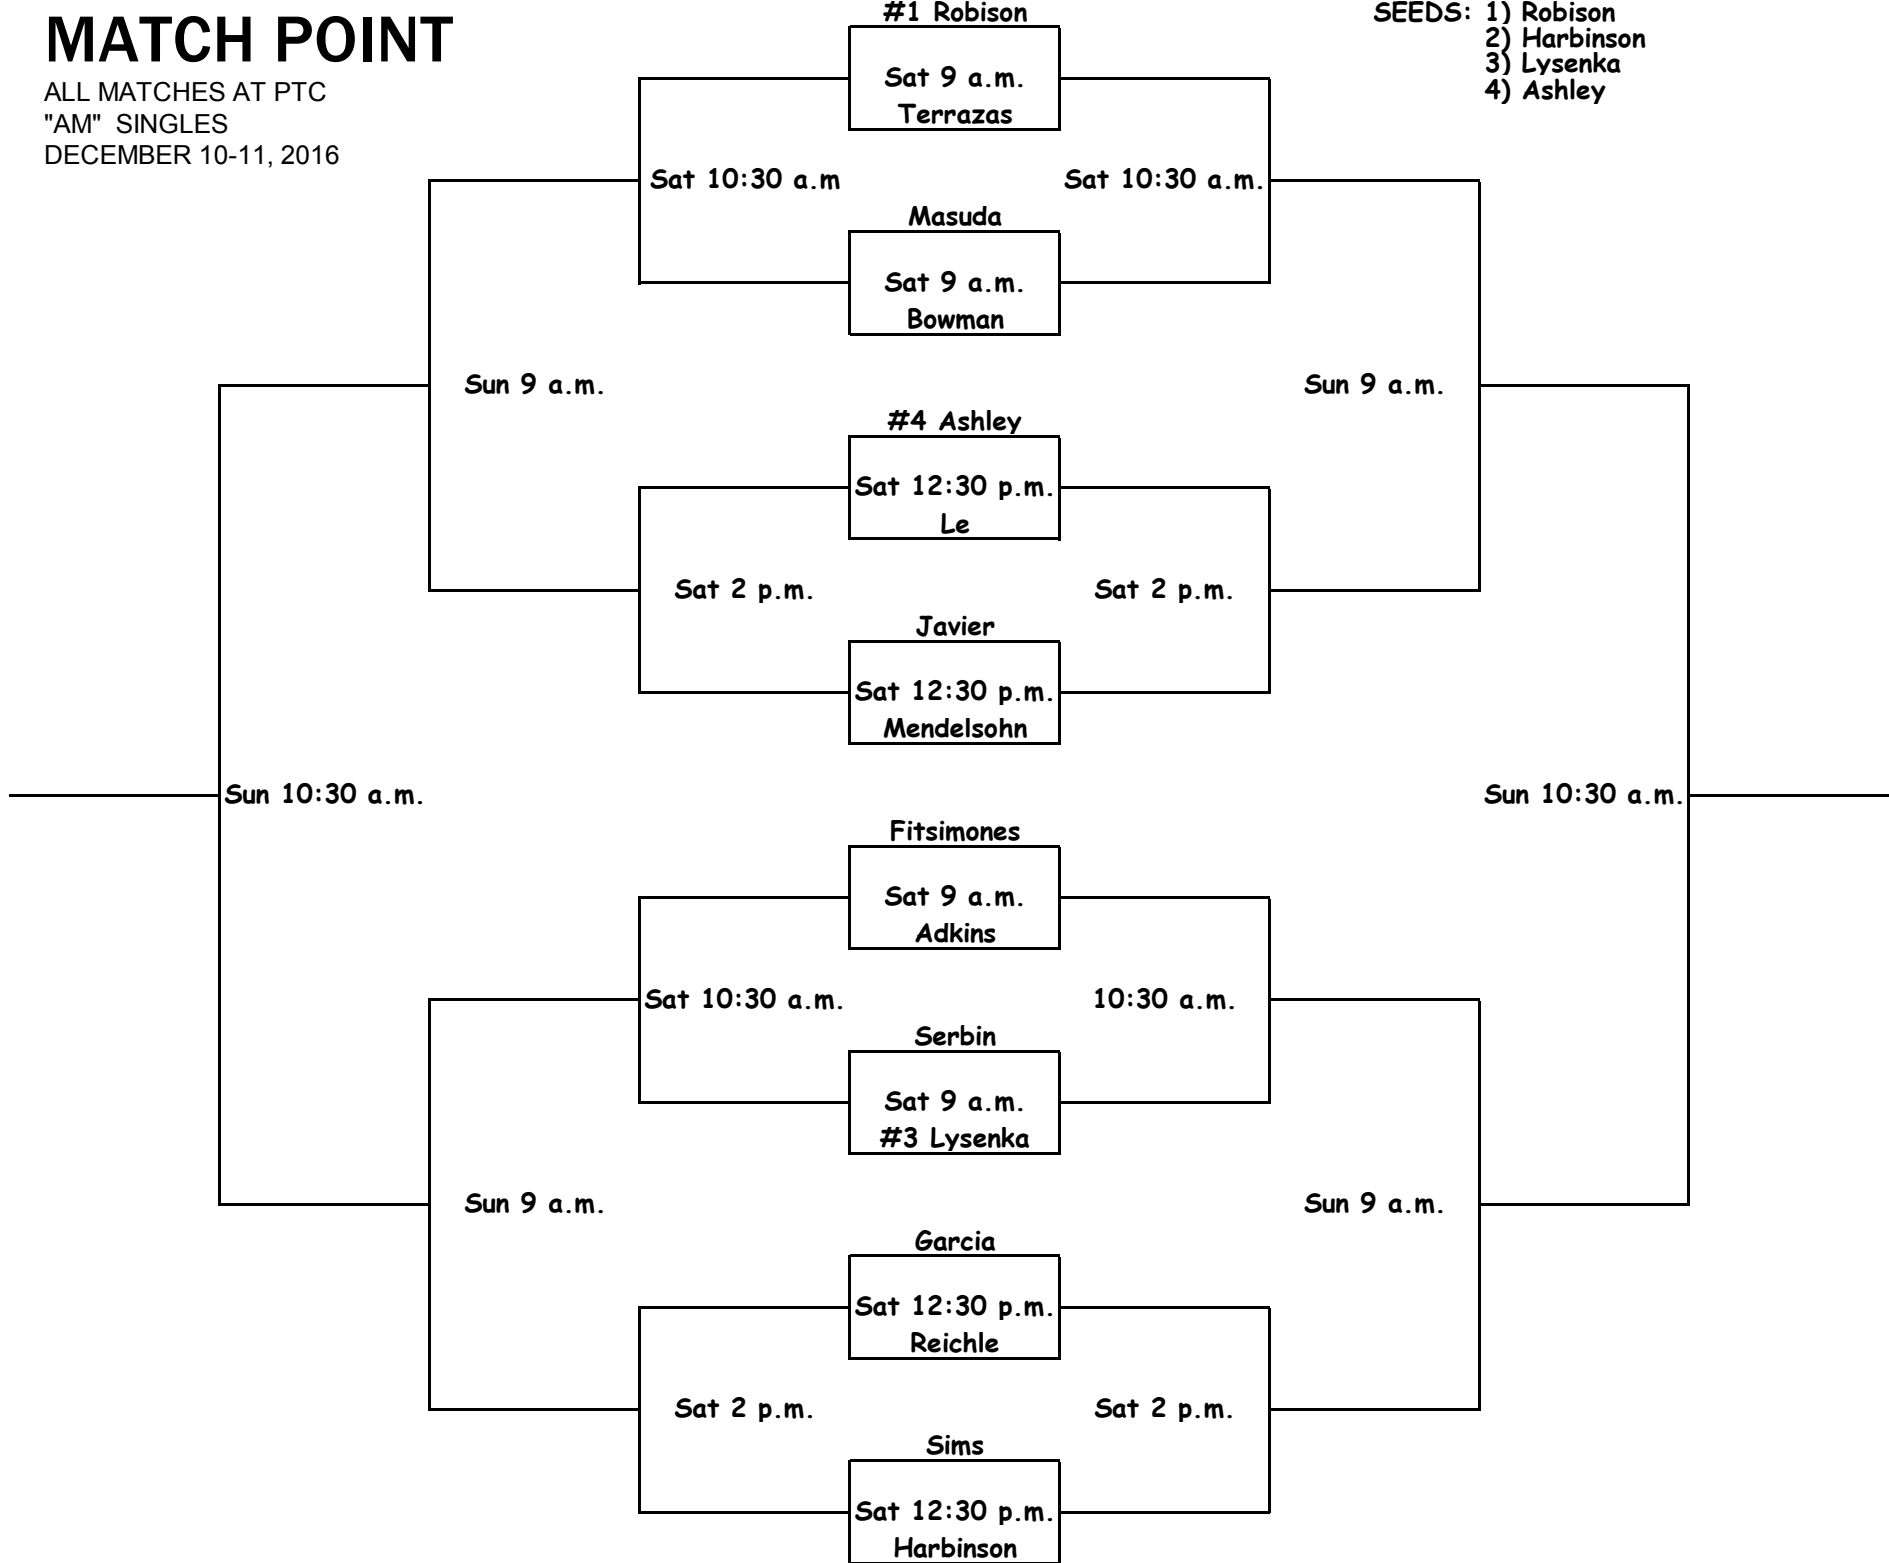 MATCH POINT
ALL MATCHES AT PTC
"AM" SINGLES
DECEMBER 10-11, 2016
SEEDS: 1) Robison
2) Harbinson
3) Lysenka
4) Ashley
#1 Robison
Sat 9 a.m.
Terrazas
Sat 10:30 a.m
Sat 10:30 a.m.
Masuda
Sat 9 a.m.
Bowman
Sun 9 a.m.
Sun 9 a.m.
#4 Ashley
Sat 12:30 p.m.
Le
Sat 2 p.m.
Sat 2 p.m.
Javier
Sat 12:30 p.m.
Mendelsohn
Sun 10:30 a.m.
Sun 10:30 a.m.
Fitsimones
Sat 9 a.m.
Adkins
Sat 10:30 a.m.
10:30 a.m.
Serbin
Sat 9 a.m.
#3 Lysenka
Sun 9 a.m.
Sun 9 a.m.
Garcia
Sat 12:30 p.m.
Reichle
Sat 2 p.m.
Sat 2 p.m.
Sims
Sat 12:30 p.m.
Harbinson